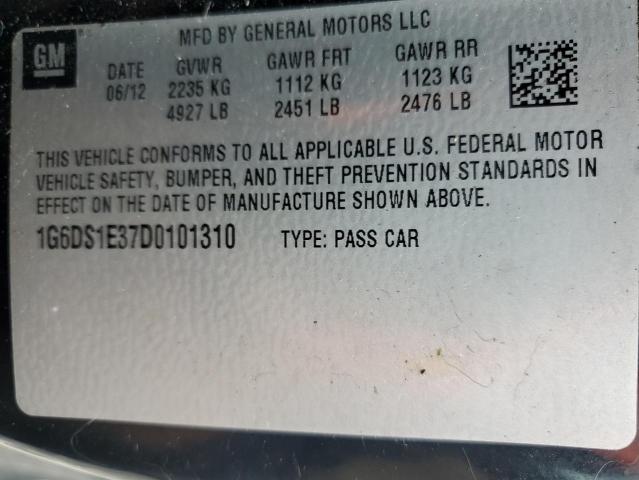 GM
MFD BY GENERAL MOTORS LLC
DATE GVWR GAWR FRT GAWR RR
06/12 2235 KG 1112 KG 1123 KG
4927 LB 2451 LB 2476 LB
THIS VEHICLE CONFORMS TO ALL APPLICABLE U.S. FEDERAL MOTOR
VEHICLE SAFETY, BUMPER, AND THEFT PREVENTION STANDARDS IN
EFFECT ON THE DATE OF MANUFACTURE SHOWN ABOVE.
1G6DS1E37D0101310 TYPE: PASS CAR